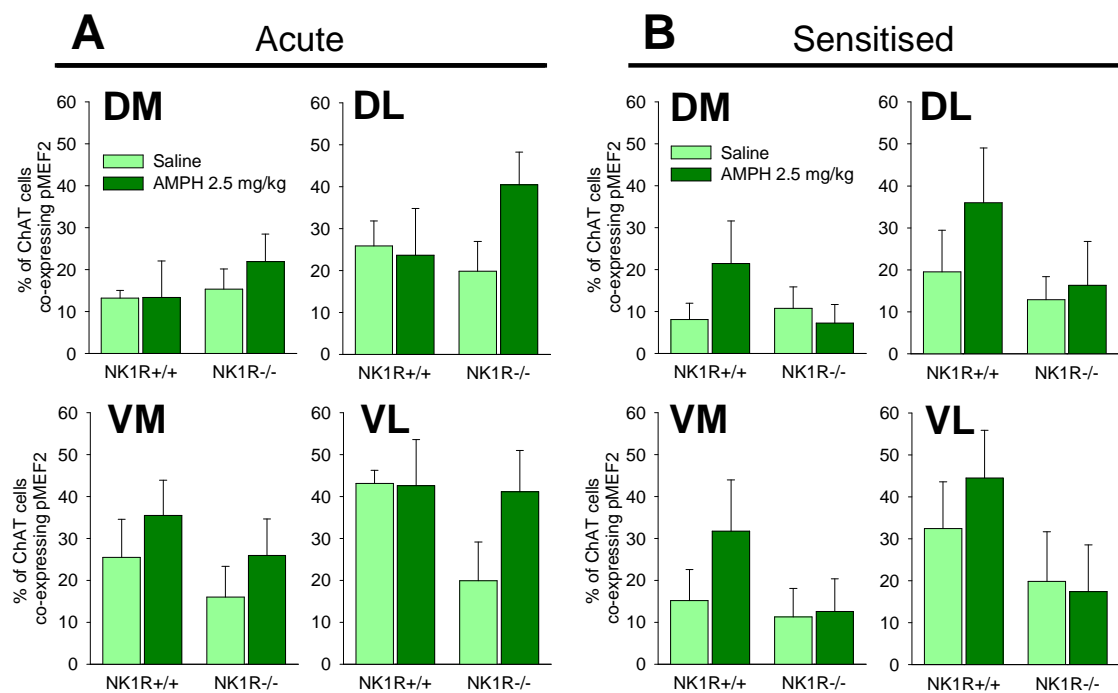 A Acute
DM
% of ChAT cells
co-expressing pMEF2
60
50
40
30
20
10
0
Saline
AMPH 2.5 mg/kg
NK1R+/+ NK1R-/-
DL
60
50
40
30
20
10
0
NK1R+/+ NK1R-/-
VM
% of ChAT cells
co-expressing pMEF2
60
50
40
30
20
10
0
NK1R+/+ NK1R-/-
VL
60
50
40
30
20
10
0
NK1R+/+ NK1R-/-
B Sensitised
DM
% of ChAT cells
co-expressing pMEF2
60
50
40
30
20
10
0
Saline
AMPH 2.5 mg/kg
NK1R+/+ NK1R-/-
DL
60
50
40
30
20
10
0
NK1R+/+ NK1R-/-
VM
% of ChAT cells
co-expressing pMEF2
60
50
40
30
20
10
0
NK1R+/+ NK1R-/-
VL
60
50
40
30
20
10
0
NK1R+/+ NK1R-/-